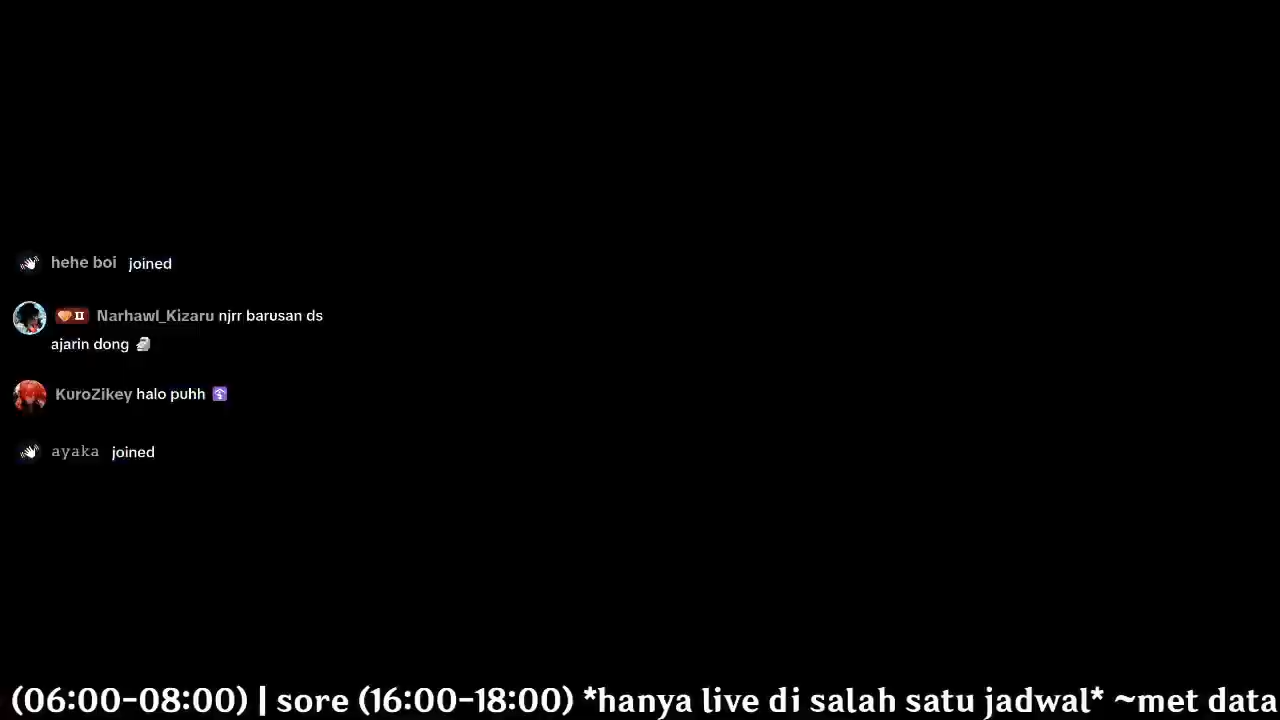 hehe boi joined
II Narhawl_Kizaru njrr barusan ds
ajarin dong 🗿
KuroZikey halo puhh 🛐
ayaka joined
(06:00-08:00) | sore (16:00-18:00) *hanya live di salah satu jadwal* ~met data